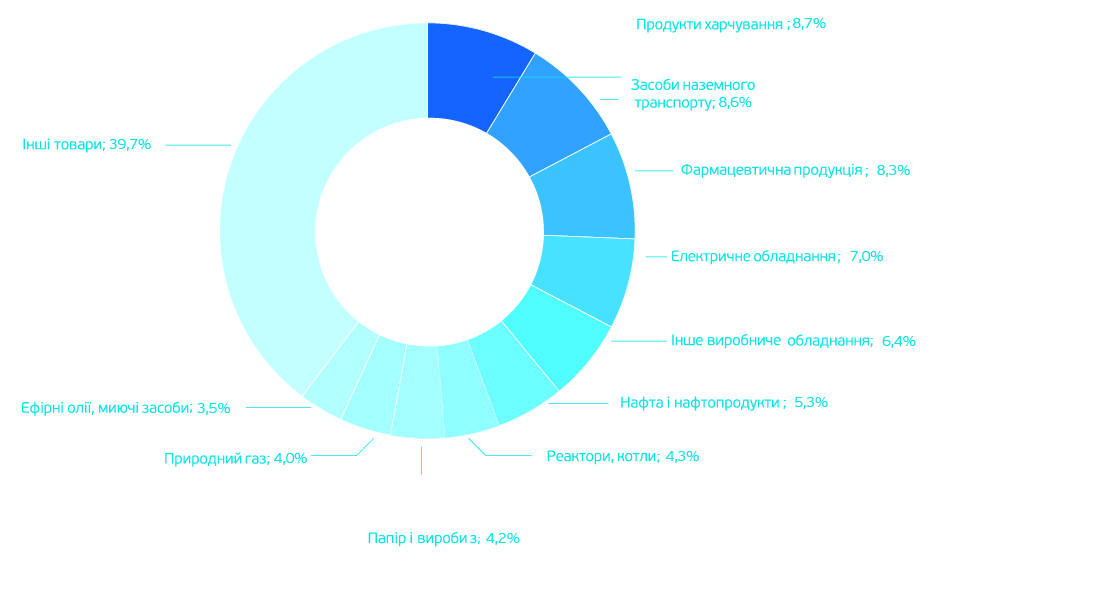 Продукти харчування ; 8,7%
Засоби наземного
транспорту; 8,6%
Інші товари; 39,7%
Фармацевтична продукція ; 8,3%
Електричне обладнання ; 7,0%
Інше виробниче обладнання; 6,4%
Нафта і нафтопродукти ; 5,3%
Ефірні олії, миючі засоби; 3,5%
Реактори, котли; 4,3%
Природний газ; 4,0%
Папір і вироби з; 4,2%